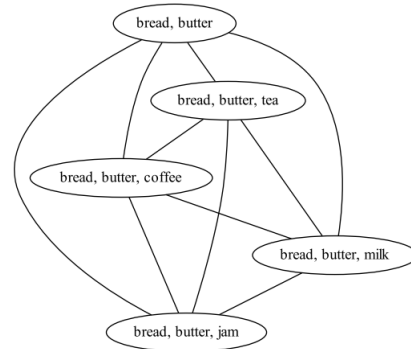 bread, butter
bread, butter, tea
bread, butter, coffee
bread, butter, milk
bread, butter, jam